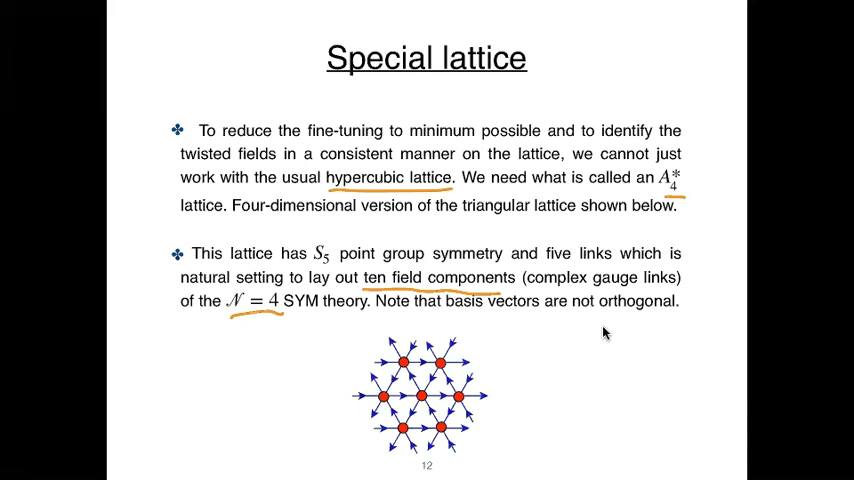 Special lattice
✤ To reduce the fine-tuning to minimum possible and to identify the
twisted fields in a consistent manner on the lattice, we cannot just
work with the usual hypercubic lattice. We need what is called an A₄*
lattice. Four-dimensional version of the triangular lattice shown below.
✤ This lattice has S₅ point group symmetry and five links which is
natural setting to lay out ten field components (complex gauge links)
of the 𝒩 = 4 SYM theory. Note that basis vectors are not orthogonal.
12